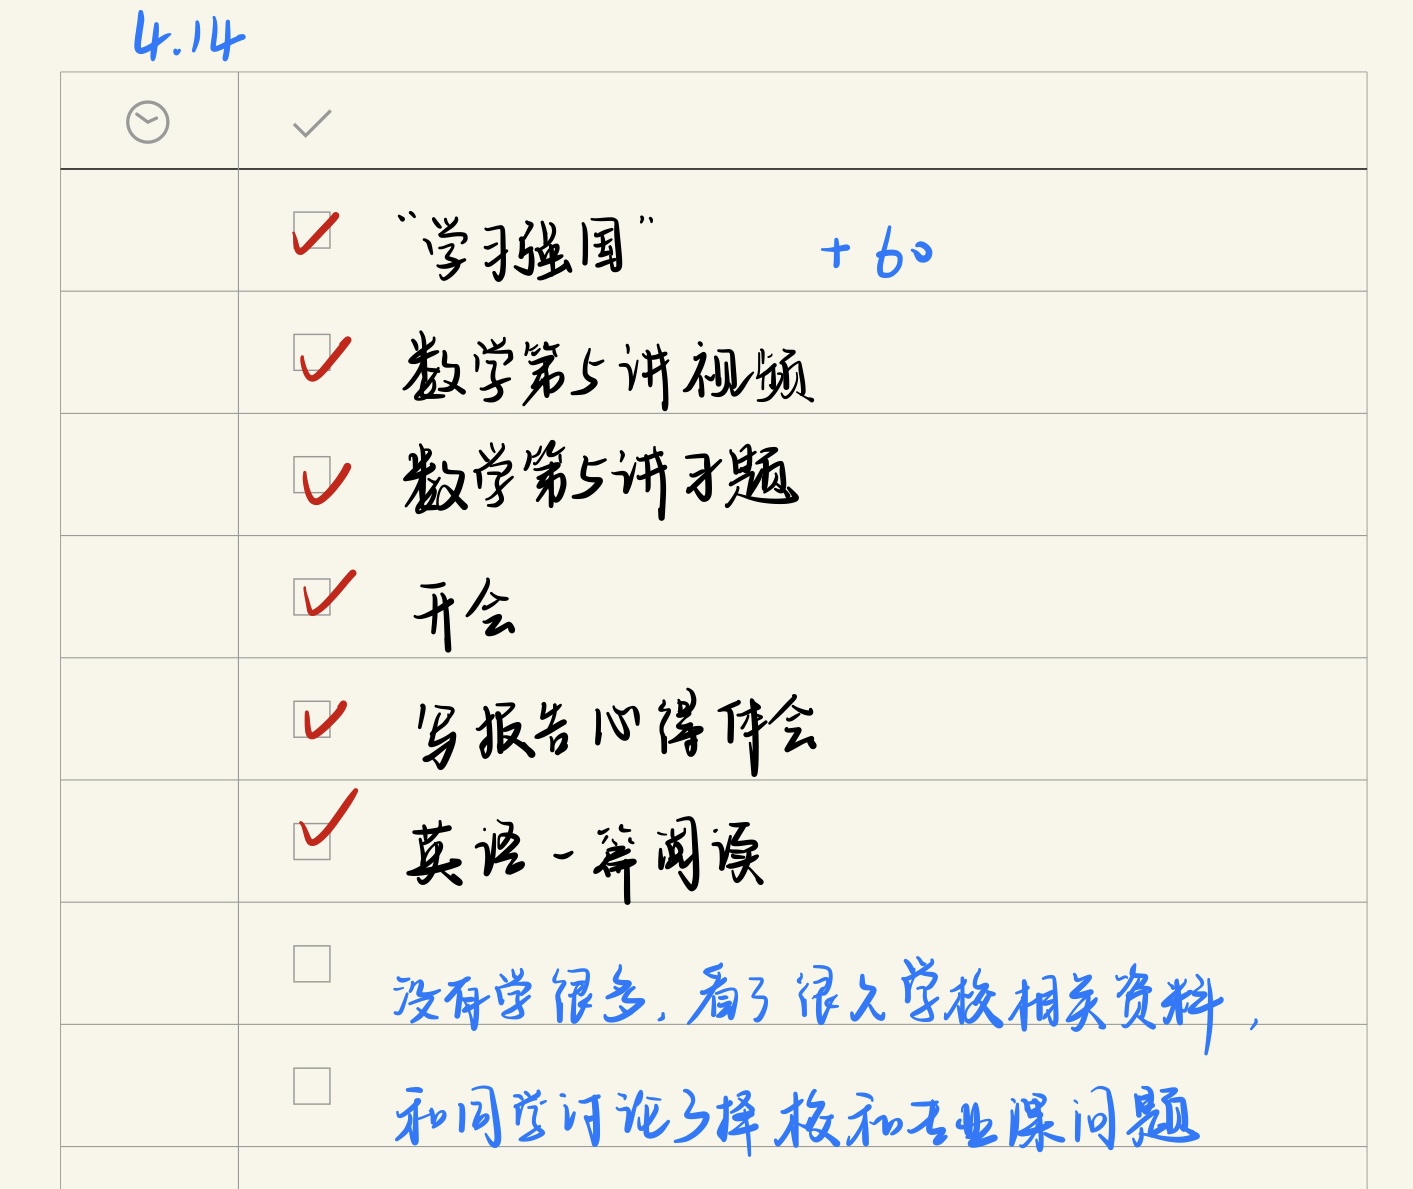 4.14
“学习强国” +60
数学第5讲视频
数学第5讲习题
开会
写报告心得体会
英语一篇阅读
没有学很多，看了很久学校相关资料，
和同学讨论了择校和专业课问题